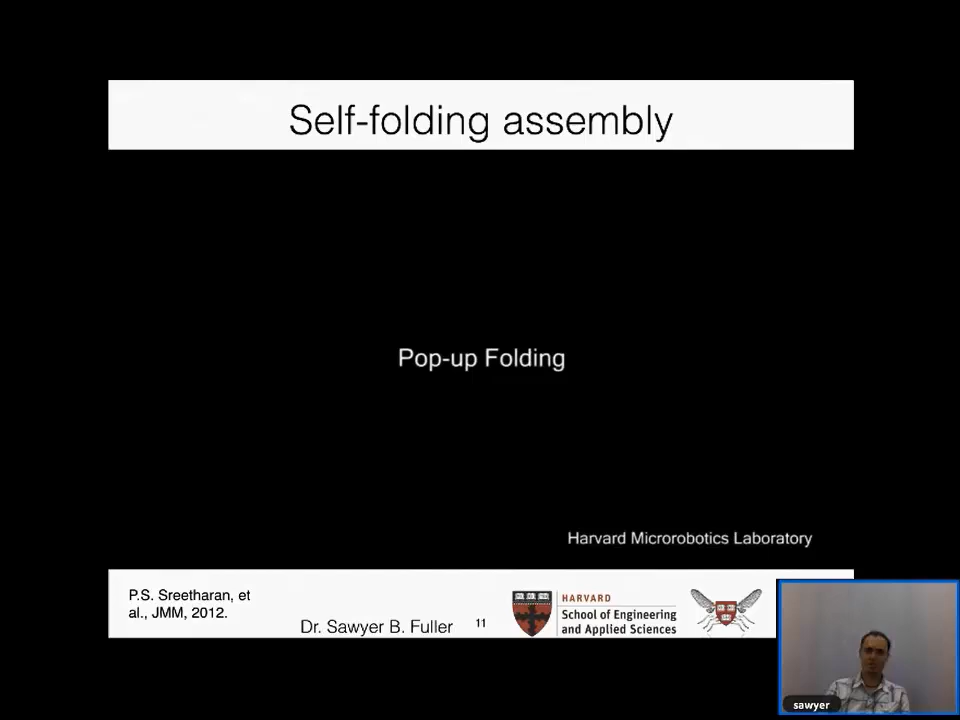 Self-folding assembly
Pop-up Folding
Harvard Microrobotics Laboratory
P.S. Sreetharan, et
al., JMM, 2012.
Dr. Sawyer B. Fuller
11
HARVARD
School of Engineering
and Applied Sciences
sawyer